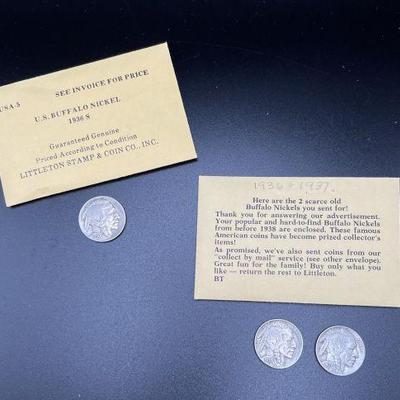 USA-5 SEE INVOICE FOR PRICE
U.S. BUFFALO NICKEL
1936 S
Guaranteed Genuine
Priced According to Condition
LITTLETON STAMP & COIN CO., INC.
1936 + 1937
Here are the 2 scarce old
Buffalo Nickels you sent for!
Thank you for answering our advertisement.
Your popular and hard-to-find Buffalo Nickels
from before 1938 are enclosed. These famous
American coins have become prized collector's
items!
As promised, we've also sent coins from our
"collect by mail" service (see other envelope).
Great fun for the family! Buy only what you
like — return the rest to Littleton.
BT